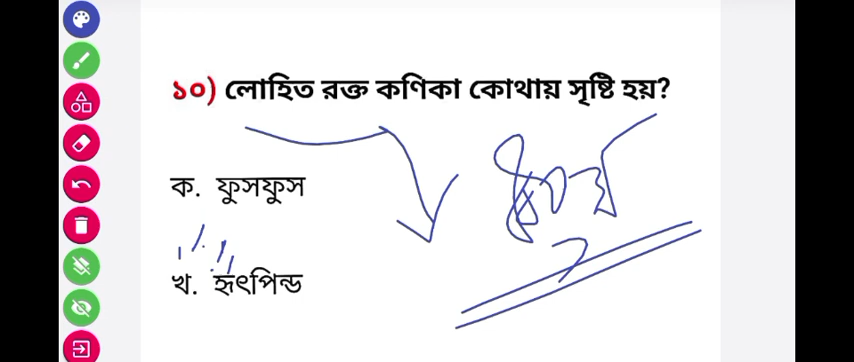 ১০) লোহিত রক্ত কণিকা কোথায় সৃষ্টি হয়?
ক. ফুসফুস
খ. হৃৎপিন্ড